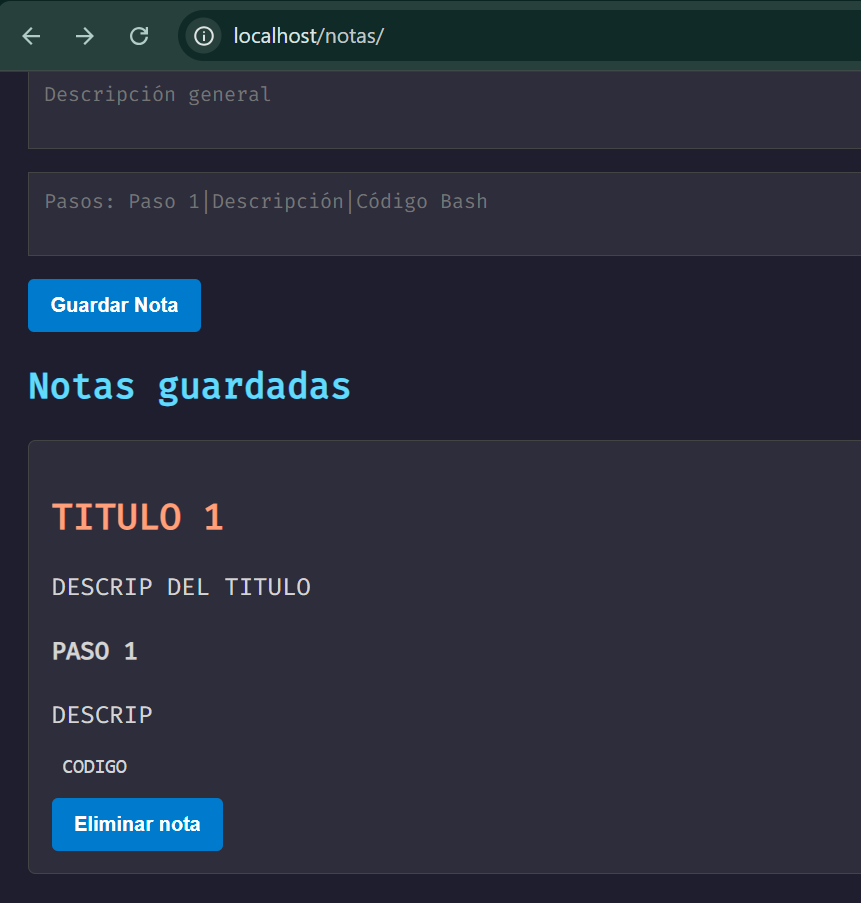 localhost/notas/
Descripción general
Pasos: Paso 1|Descripción|Código Bash
Guardar Nota
Notas guardadas
TITULO 1
DESCRIP DEL TITULO
PASO 1
DESCRIP
CODIGO
Eliminar nota